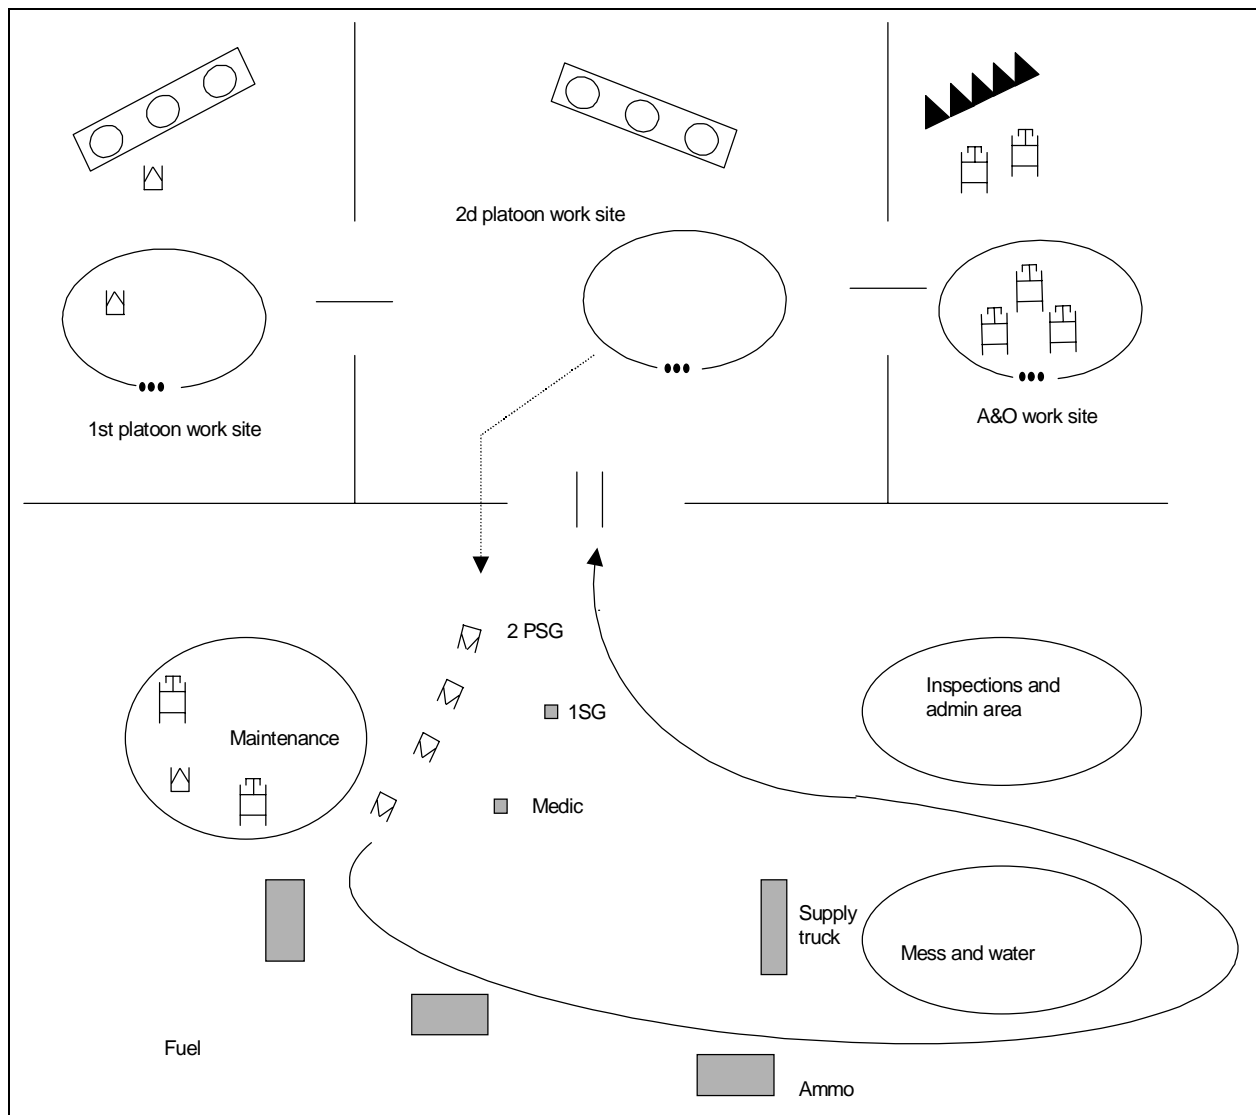 2d platoon work site
1st platoon work site
A&O work site
2 PSG
Inspections and
admin area
1SG
Maintenance
Medic
Supply
truck
Mess and water
Fuel
Ammo